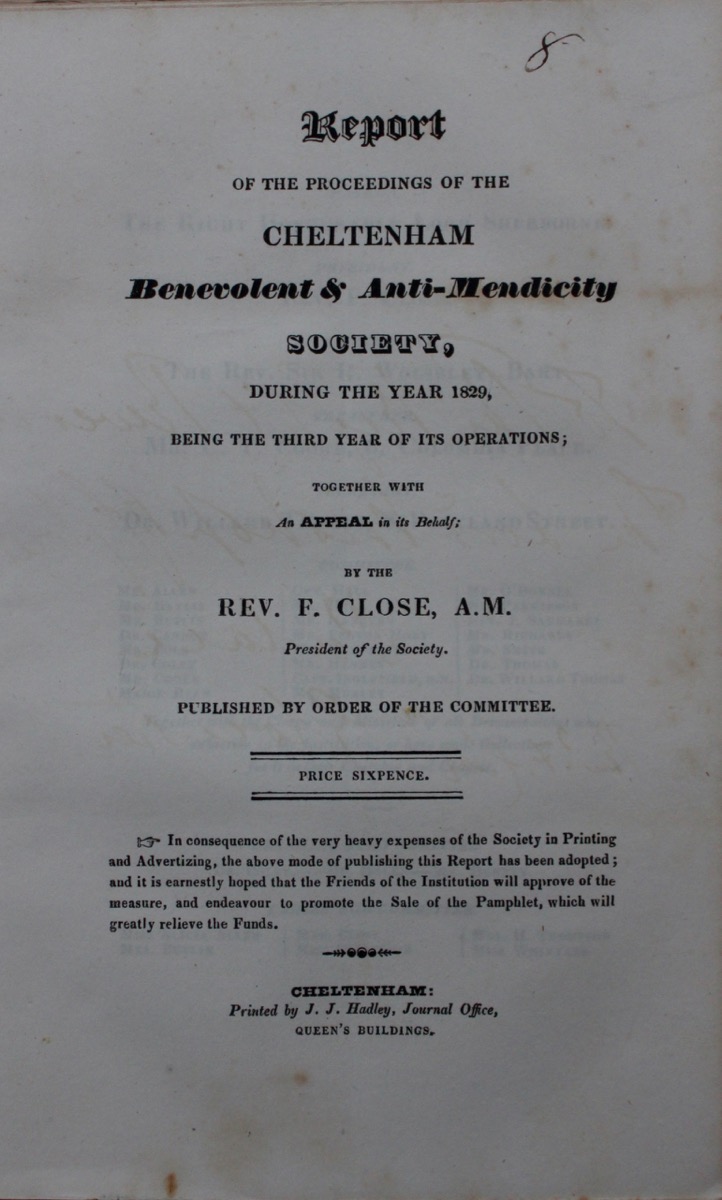 8
Report
OF THE PROCEEDINGS OF THE
CHELTENHAM
Benevolent & Anti-Mendicity
SOCIETY,
DURING THE YEAR 1829,
BEING THE THIRD YEAR OF ITS OPERATIONS;
TOGETHER WITH
An APPEAL in its Behalf;
BY THE
REV. F. CLOSE, A.M.
President of the Society.
PUBLISHED BY ORDER OF THE COMMITTEE.
PRICE SIXPENCE.
☞ In consequence of the very heavy expenses of the Society in Printing
and Advertizing, the above mode of publishing this Report has been adopted;
and it is earnestly hoped that the Friends of the Institution will approve of the
measure, and endeavour to promote the Sale of the Pamphlet, which will
greatly relieve the Funds.
CHELTENHAM:
Printed by J. J. Hadley, Journal Office,
QUEEN'S BUILDINGS.